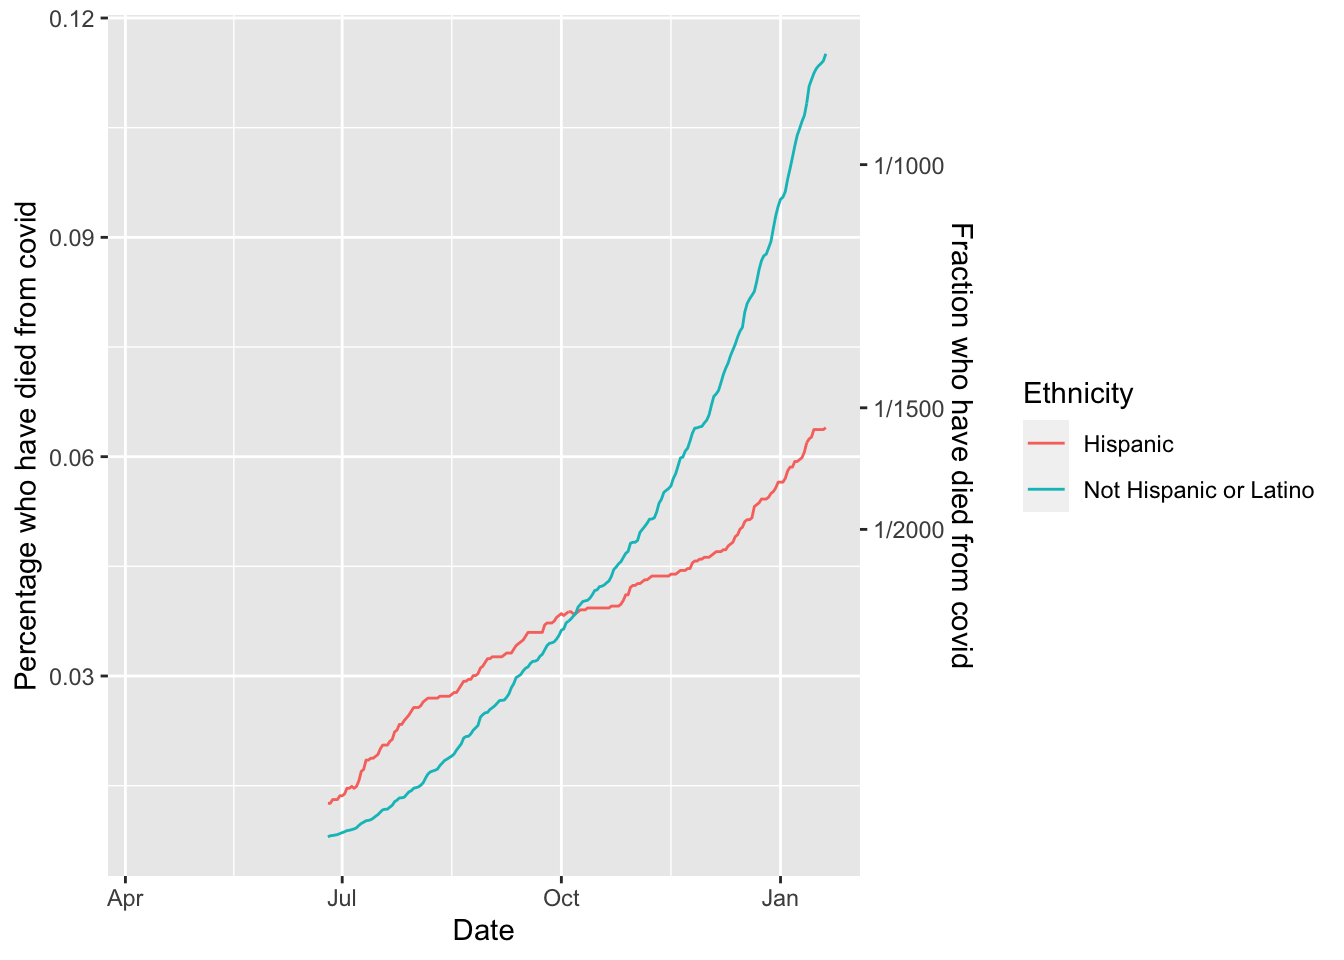 0.12
0.09
0.06
0.03
Percentage who have died from covid
Apr
Jul
Oct
Jan
Date
1/1000
1/1500
1/2000
Fraction who have died from covid
Ethnicity
Hispanic
Not Hispanic or Latino